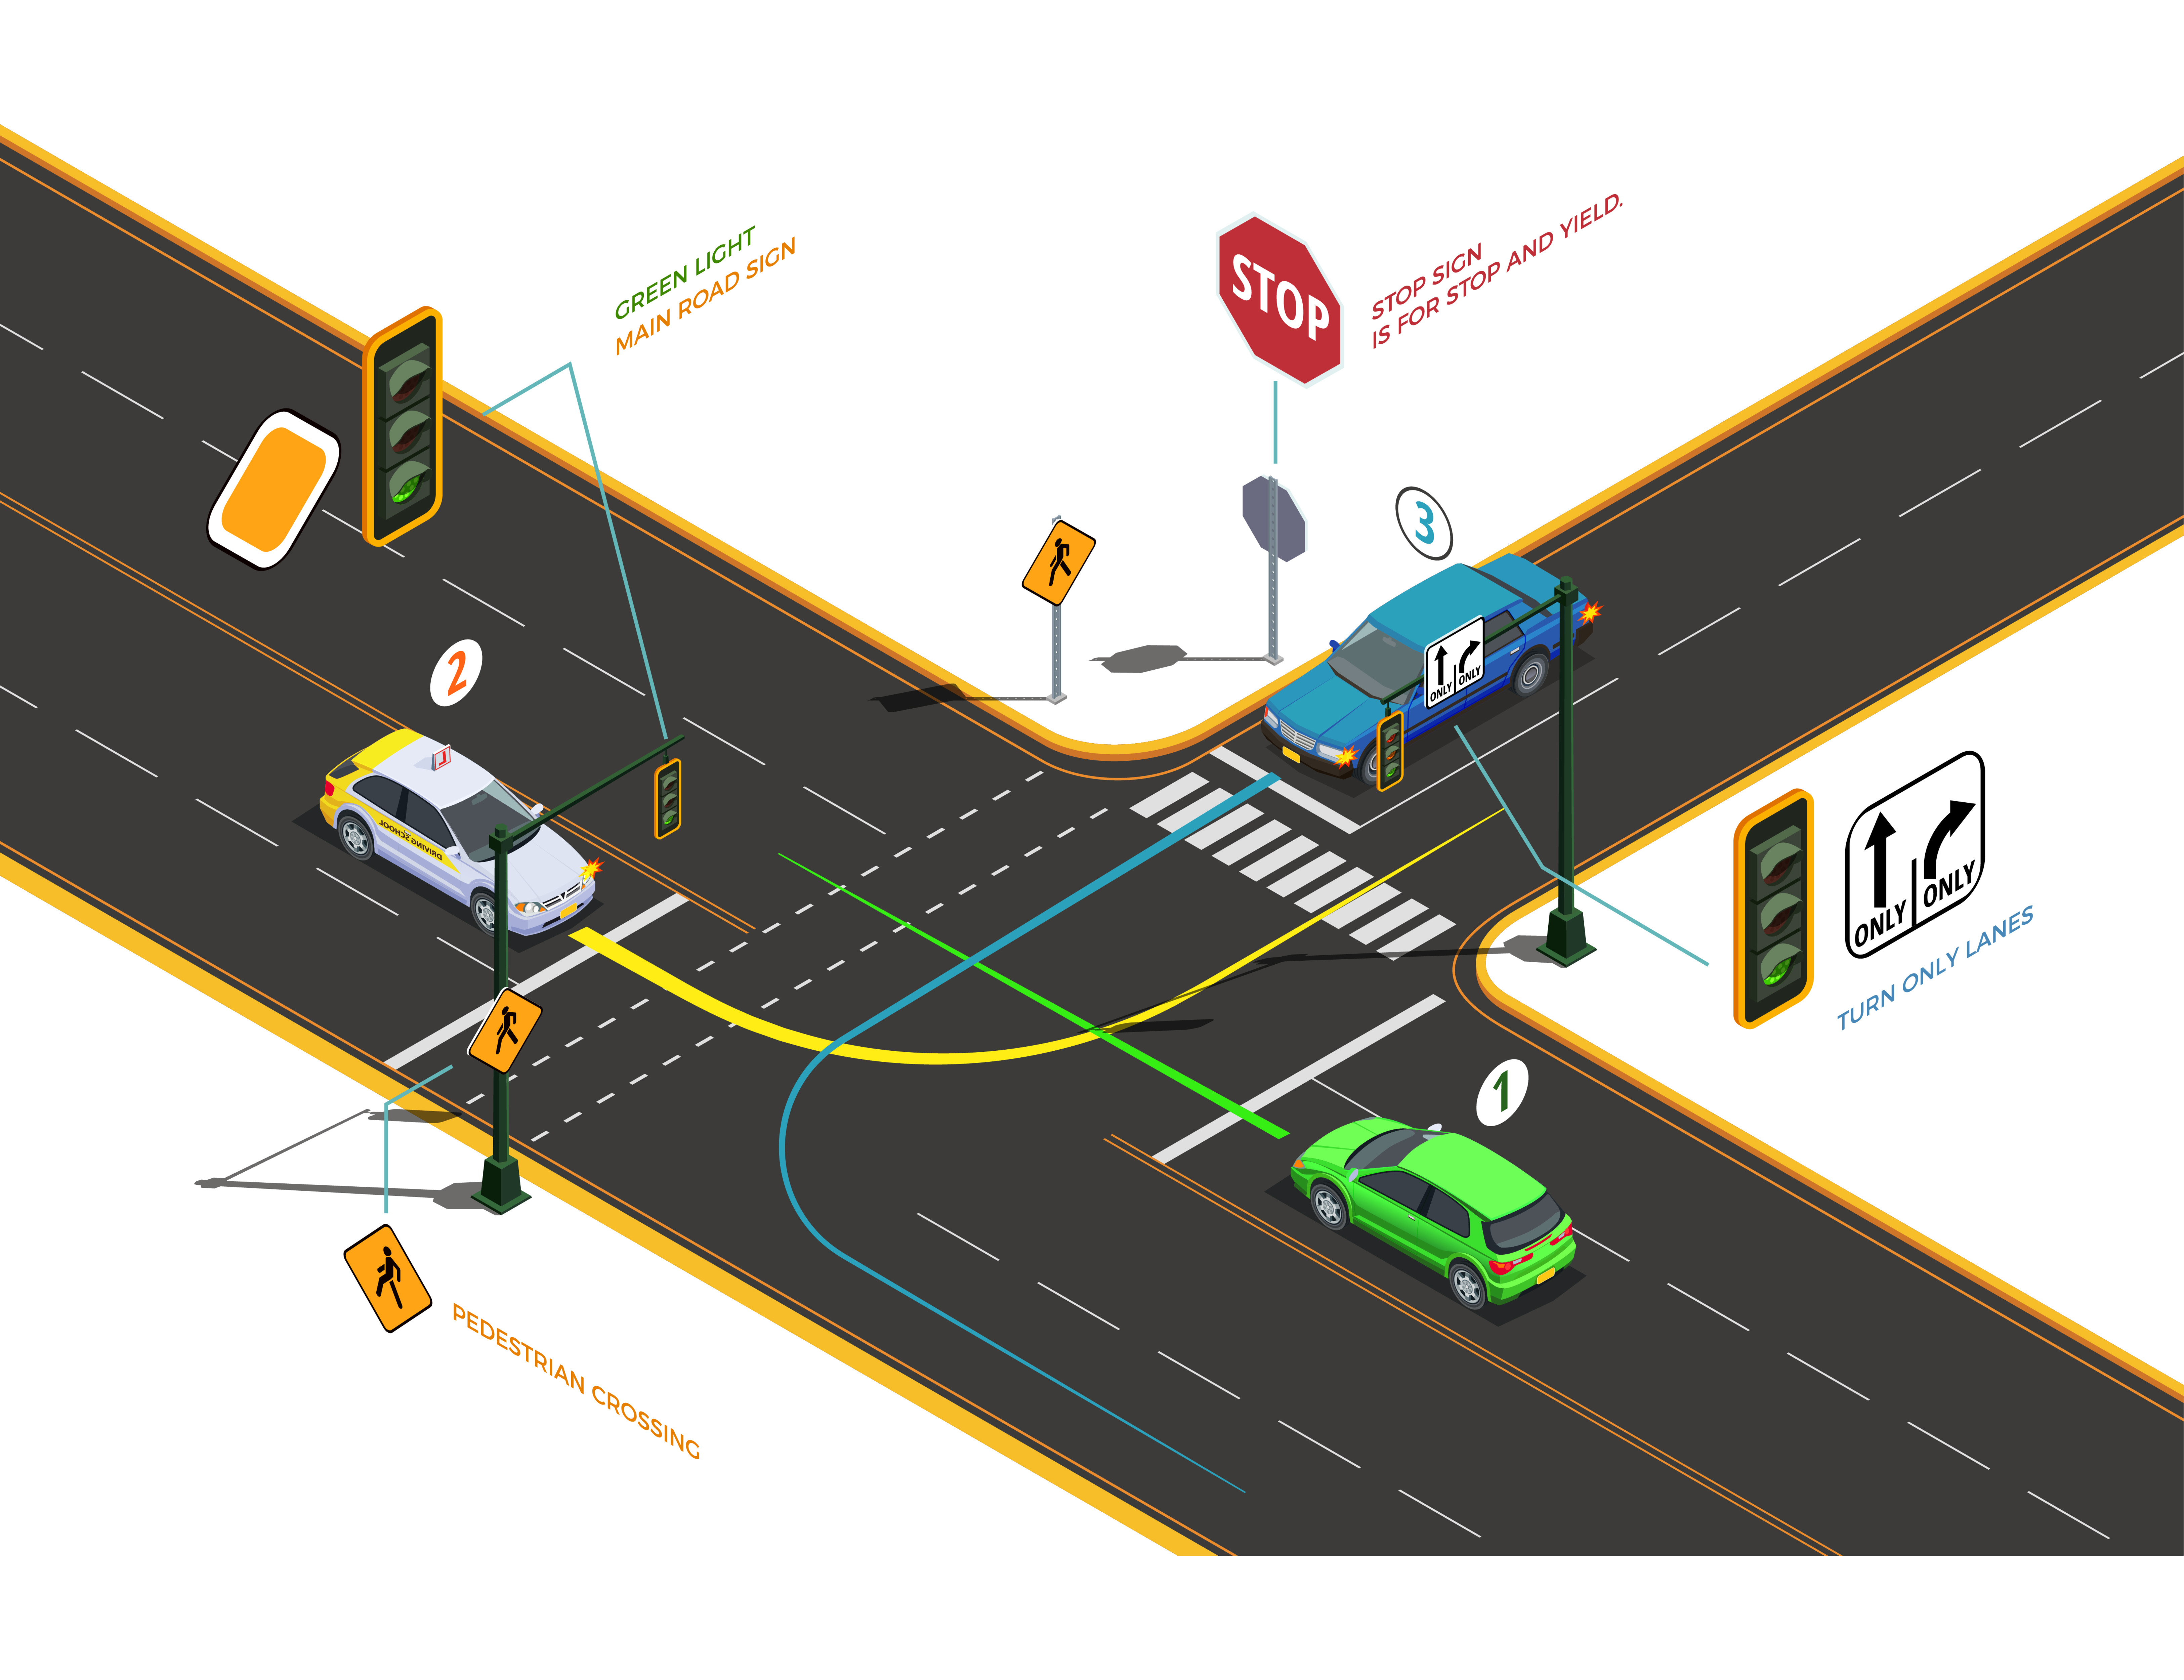 GREEN LIGHT
MAIN ROAD SIGN
STOP
STOP SIGN
IS FOR STOP AND YIELD.
3
ONLY ONLY
2
L
DRIVING SCHOOL
ONLY ONLY
TURN ONLY LANES
1
PEDESTRIAN CROSSING